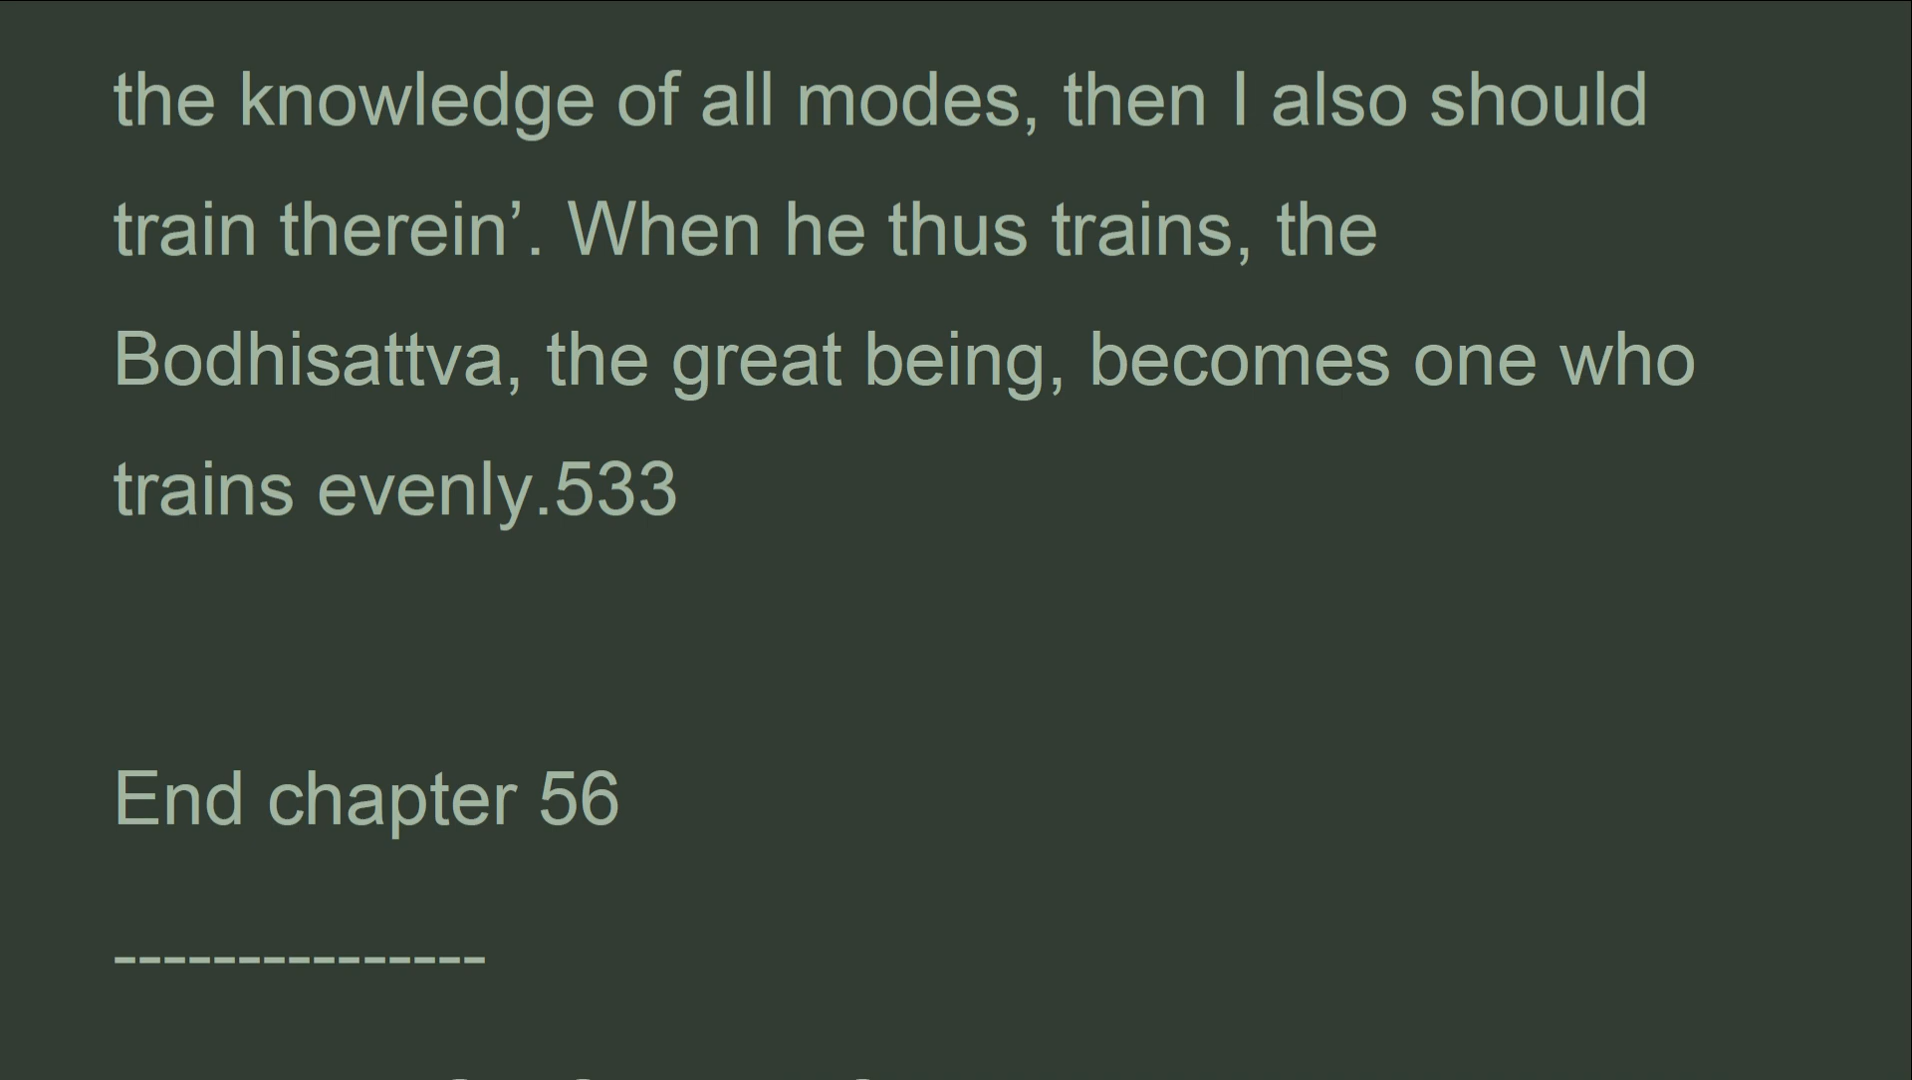 the knowledge of all modes, then I also should
train therein’. When he thus trains, the
Bodhisattva, the great being, becomes one who
trains evenly.533
End chapter 56
---------------